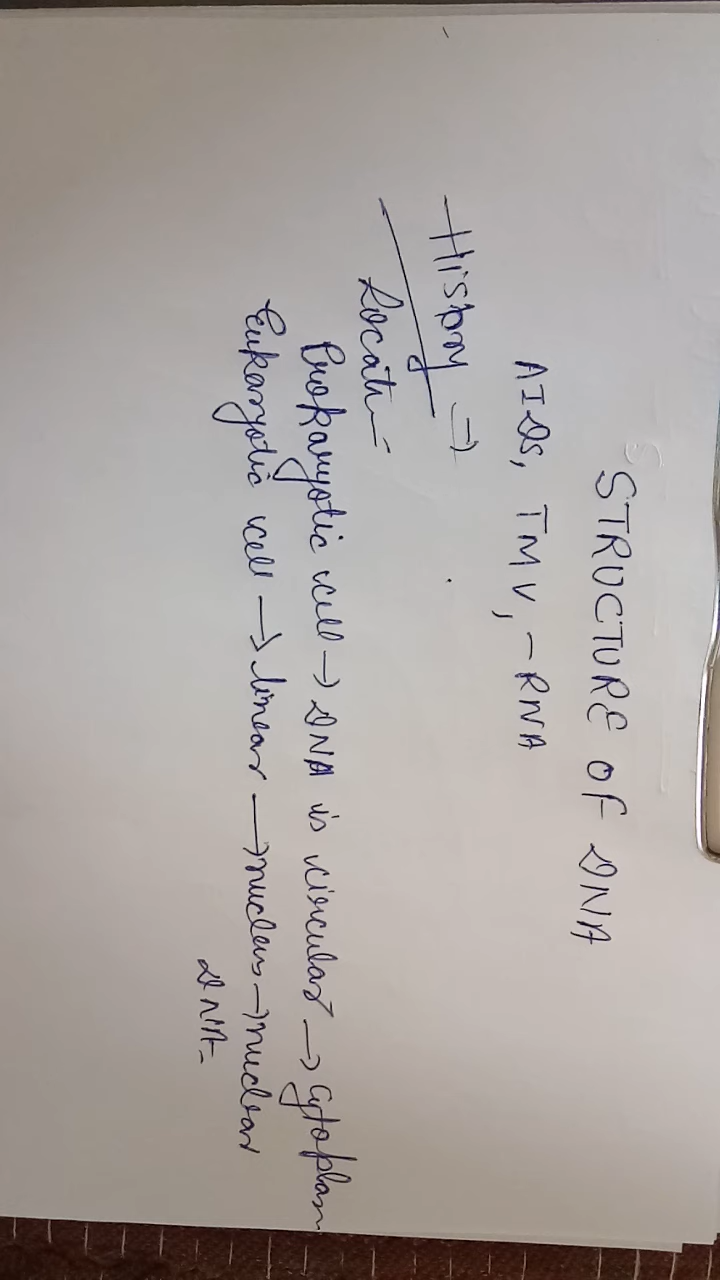 STRUCTURE OF DNA
AIDs, TMV, - RNA
History ⇒
Locatn
Prokaryotic cell → DNA is circular → Cytoplasm
Eukaryotic cell → linear → nucleus → nuclear
DNA-